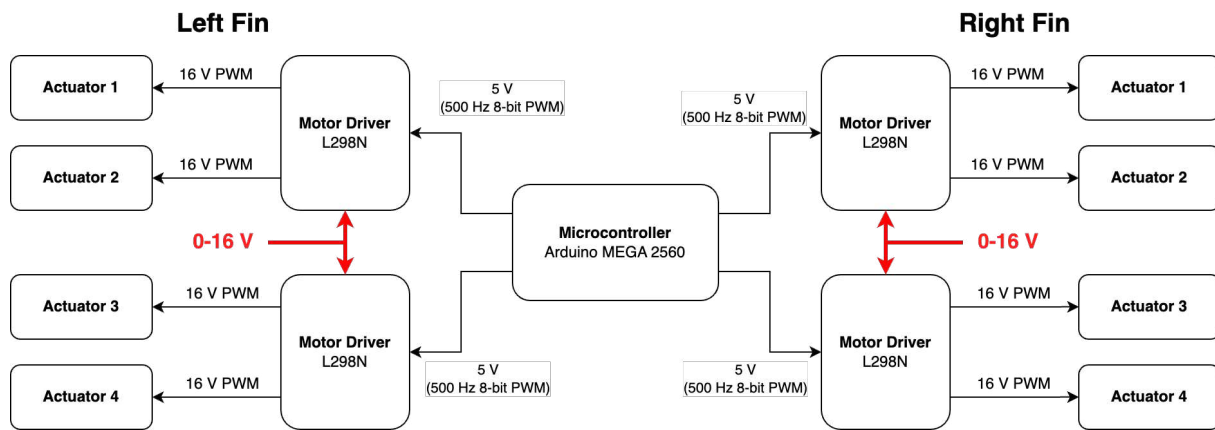 Left Fin
Right Fin
Actuator 1
16 V PWM
Motor Driver
L298N
Actuator 2
16 V PWM
5 V
(500 Hz 8-bit PWM)
5 V
(500 Hz 8-bit PWM)
Motor Driver
L298N
16 V PWM
Actuator 1
16 V PWM
Actuator 2
0-16 V
Microcontroller
Arduino MEGA 2560
0-16 V
Actuator 3
16 V PWM
Motor Driver
L298N
Actuator 4
16 V PWM
5 V
(500 Hz 8-bit PWM)
5 V
(500 Hz 8-bit PWM)
Motor Driver
L298N
16 V PWM
Actuator 3
16 V PWM
Actuator 4